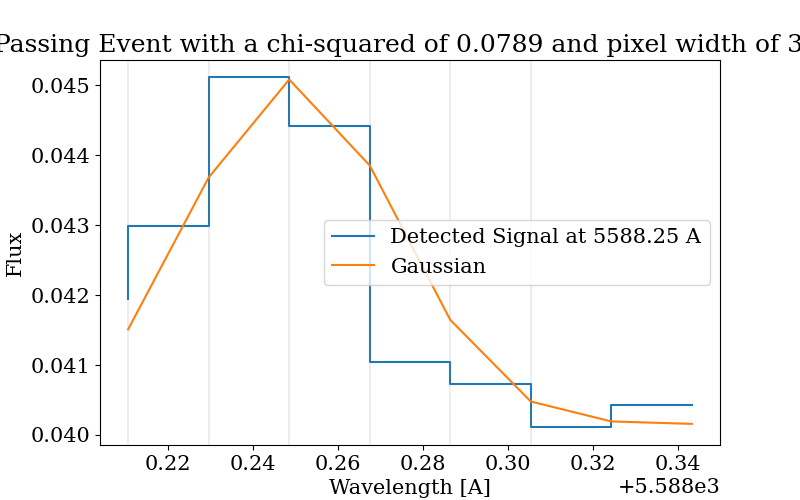 Passing Event with a chi-squared of 0.0789 and pixel width of 3
0.045
0.044
0.043
0.042
0.041
0.040
Flux
Detected Signal at 5588.25 A
Gaussian
0.22
0.24
0.26
0.28
0.30
0.32
0.34
+5.588e3
Wavelength [A]